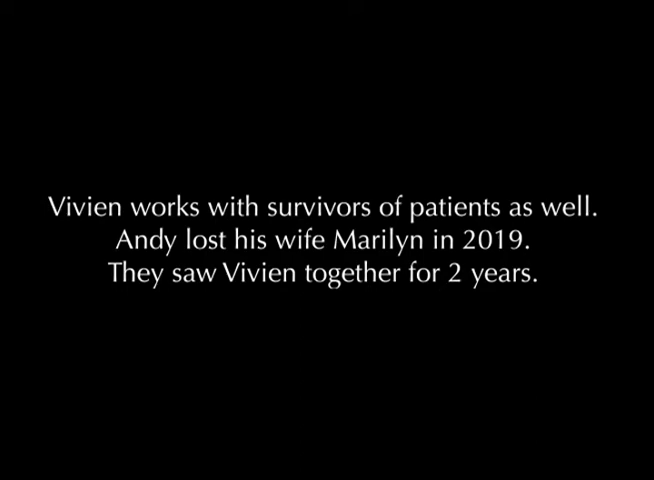 Vivien works with survivors of patients as well.
Andy lost his wife Marilyn in 2019.
They saw Vivien together for 2 years.